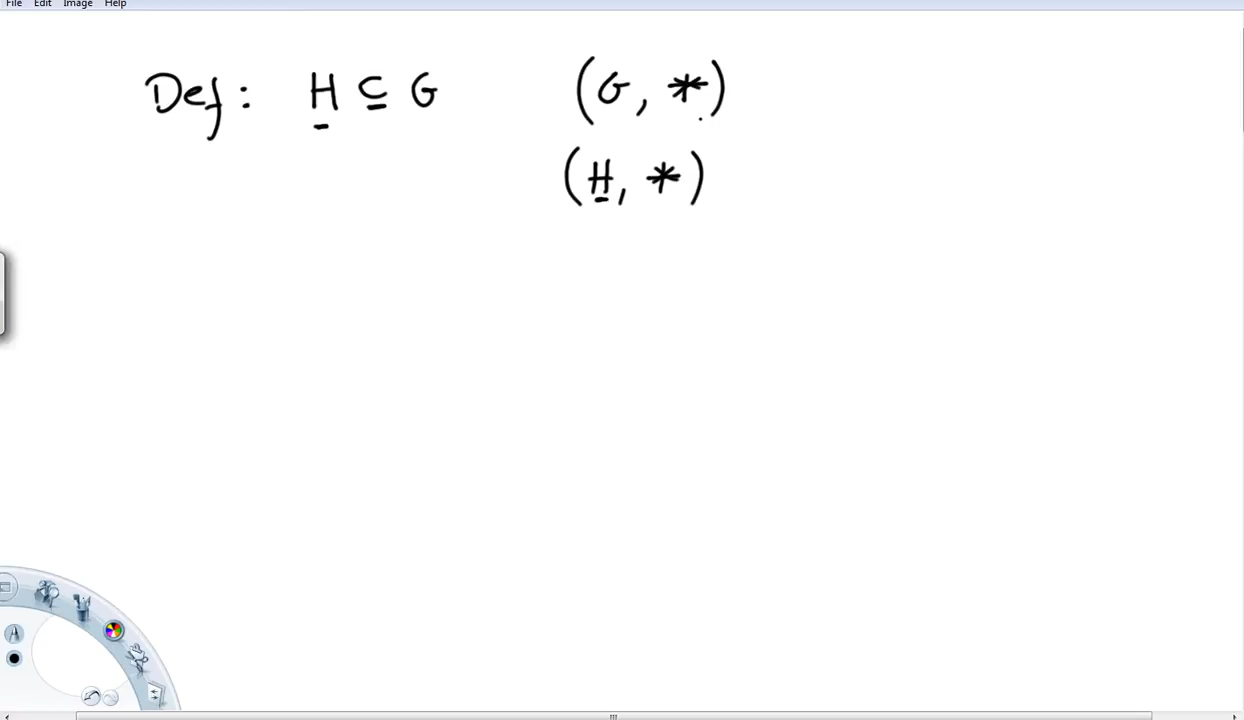 File Edit Image Help
Def: H ⊆ G (G, *)
(H, *)